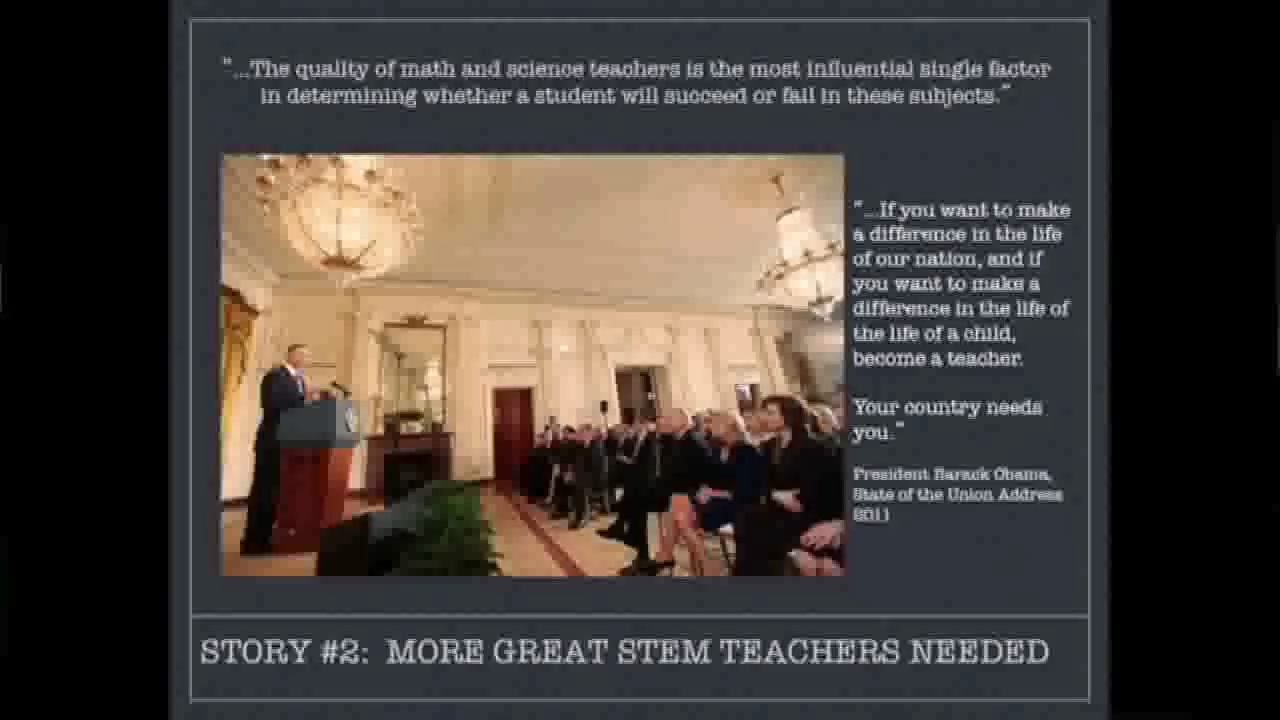 "...The quality of math and science teachers is the most influential single factor
in determining whether a student will succeed or fail in these subjects."
"...If you want to make
a difference in the life
of our nation, and if
you want to make a
difference in the life of
the life of a child,
become a teacher.
Your country needs
you."
President Barack Obama,
State of the Union Address
2011
STORY #2: MORE GREAT STEM TEACHERS NEEDED